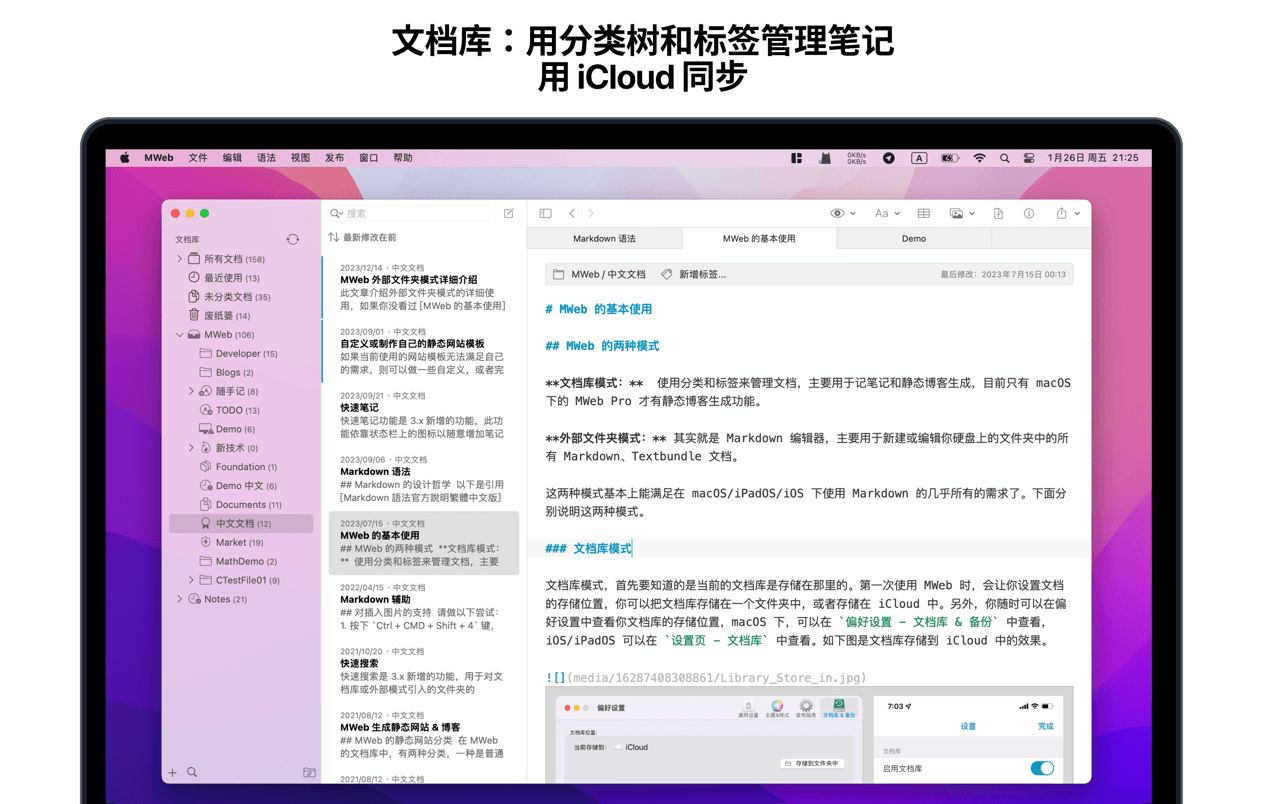 文档库：用分类树和标签管理笔记
用 iCloud 同步
MWeb 文件 编辑 语法 视图 发布 窗口 帮助
0KB/s
0KB/s
A
1月26日 周五 21:25
文档库
所有文档 (158)
最近使用 (13)
未分类文档 (35)
废纸篓 (14)
MWeb (106)
Developer (15)
Blogs (2)
随手记 (8)
TODO (13)
Demo (6)
新技术 (0)
Foundation (1)
Demo 中文 (6)
Documents (11)
中文文档 (12)
Market (19)
MathDemo (2)
CTestFile01 (9)
Notes (21)
搜索
最新修改在前
2023/12/14 · 中文文档
MWeb 外部文件夹模式详细介绍
此文章介绍外部文件夹模式的详细使
用，如果你没看过 [MWeb 的基本使用]
2023/09/01 · 中文文档
自定义或制作自己的静态网站模板
如果当前使用的网站模板无法满足自己
的需求，则可以做一些自定义，或者完
2023/09/21 · 中文文档
快速笔记
快速笔记功能是 3.x 新增的功能，此功
能依靠状态栏上的图标以随意增加笔记
2023/09/06 · 中文文档
Markdown 语法
## Markdown 的设计哲学 以下是引用
[Markdown 語法官方說明繁體中文版]
2023/07/15 · 中文文档
MWeb 的基本使用
## MWeb 的两种模式 **文档库模式：
** 使用分类和标签来管理文档，主要
2022/04/15 · 中文文档
Markdown 辅助
## 对插入图片的支持 请做以下尝试：
1. 按下 `Ctrl + CMD + Shift + 4` 键，
2021/10/20 · 中文文档
快速搜索
快速搜索是 3.x 新增的功能，用于对文
档库或外部模式引入的文件夹的
2021/08/12 · 中文文档
MWeb 生成静态网站 & 博客
## MWeb 的静态网站分类 在 MWeb
的文档库中，有两种分类，一种是普通
2021/08/12 · 中文文档
Aa
Markdown 语法
MWeb 的基本使用
Demo
MWeb / 中文文档 新增标签...
最后修改：2023年7月15日 00:13
# MWeb 的基本使用
## MWeb 的两种模式
**文档库模式：** 使用分类和标签来管理文档，主要用于记笔记和静态博客生成，目前只有 macOS
下的 MWeb Pro 才有静态博客生成功能。
**外部文件夹模式：** 其实就是 Markdown 编辑器，主要用于新建或编辑你硬盘上的文件夹中的所
有 Markdown、Textbundle 文档。
这两种模式基本上能满足在 macOS/iPadOS/iOS 下使用 Markdown 的几乎所有的需求了。下面分
别说明这两种模式。
### 文档库模式
文档库模式，首先要知道的是当前的文档库是存储在那里的。第一次使用 MWeb 时，会让你设置文档
的存储位置，你可以把文档库存储在一个文件夹中，或者存储在 iCloud 中。另外，你随时可以在偏
好设置中查看你文档库的存储位置，macOS 下，可以在 `偏好设置 - 文档库 & 备份` 中查看，
iOS/iPadOS 可以在 `设置页 - 文档库` 中查看。如下图是文档库存储到 iCloud 中的效果。
![](media/16287408308861/Library_Store_in.jpg)
偏好设置
通用设置 主题&样式 发布服务 文档库 & 备份
文档库位置:
当前存储到: iCloud
存储到文件夹中
7:03
设置
完成
文档库
启用文档库